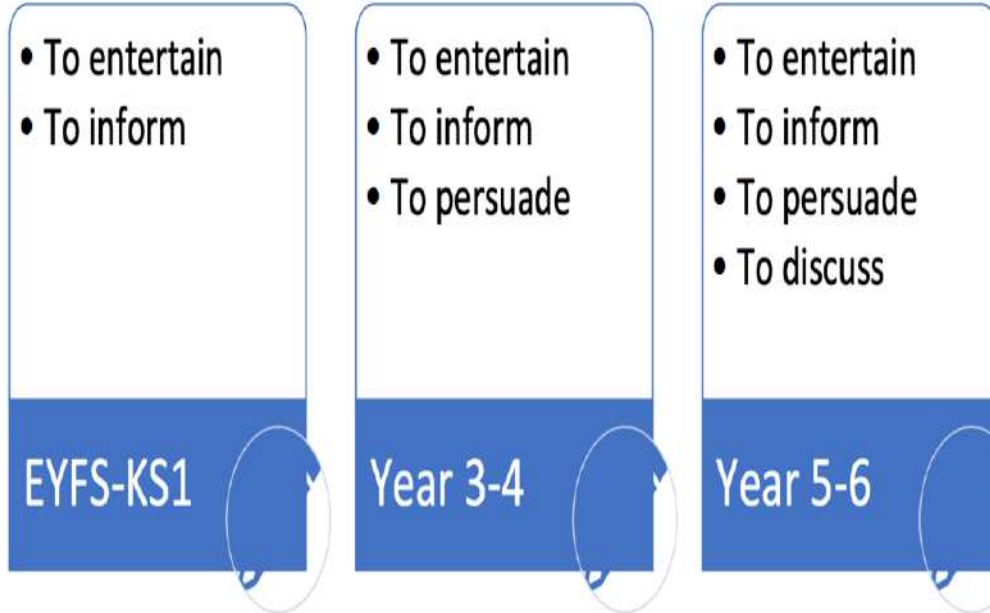 • To entertain
• To inform
EYFS-KS1
• To entertain
• To inform
• To persuade
Year 3-4
• To entertain
• To inform
• To persuade
• To discuss
Year 5-6